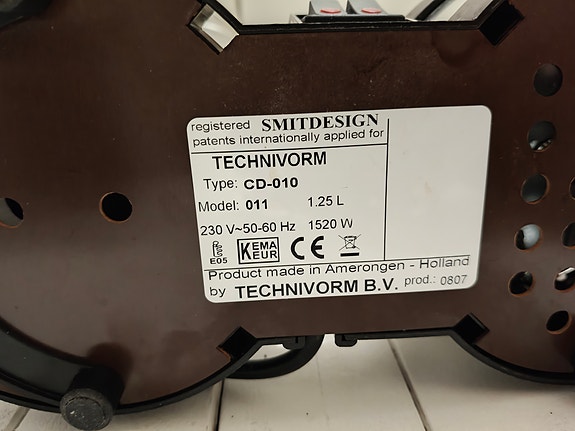 registered SMITDESIGN
patents internationally applied for
TECHNIVORM
Type: CD-010
Model: 011 1.25 L
230 V~50-60 Hz 1520 W
E05 KEMA KEUR CE
Product made in Amerongen - Holland
by TECHNIVORM B.V. prod.: 0807